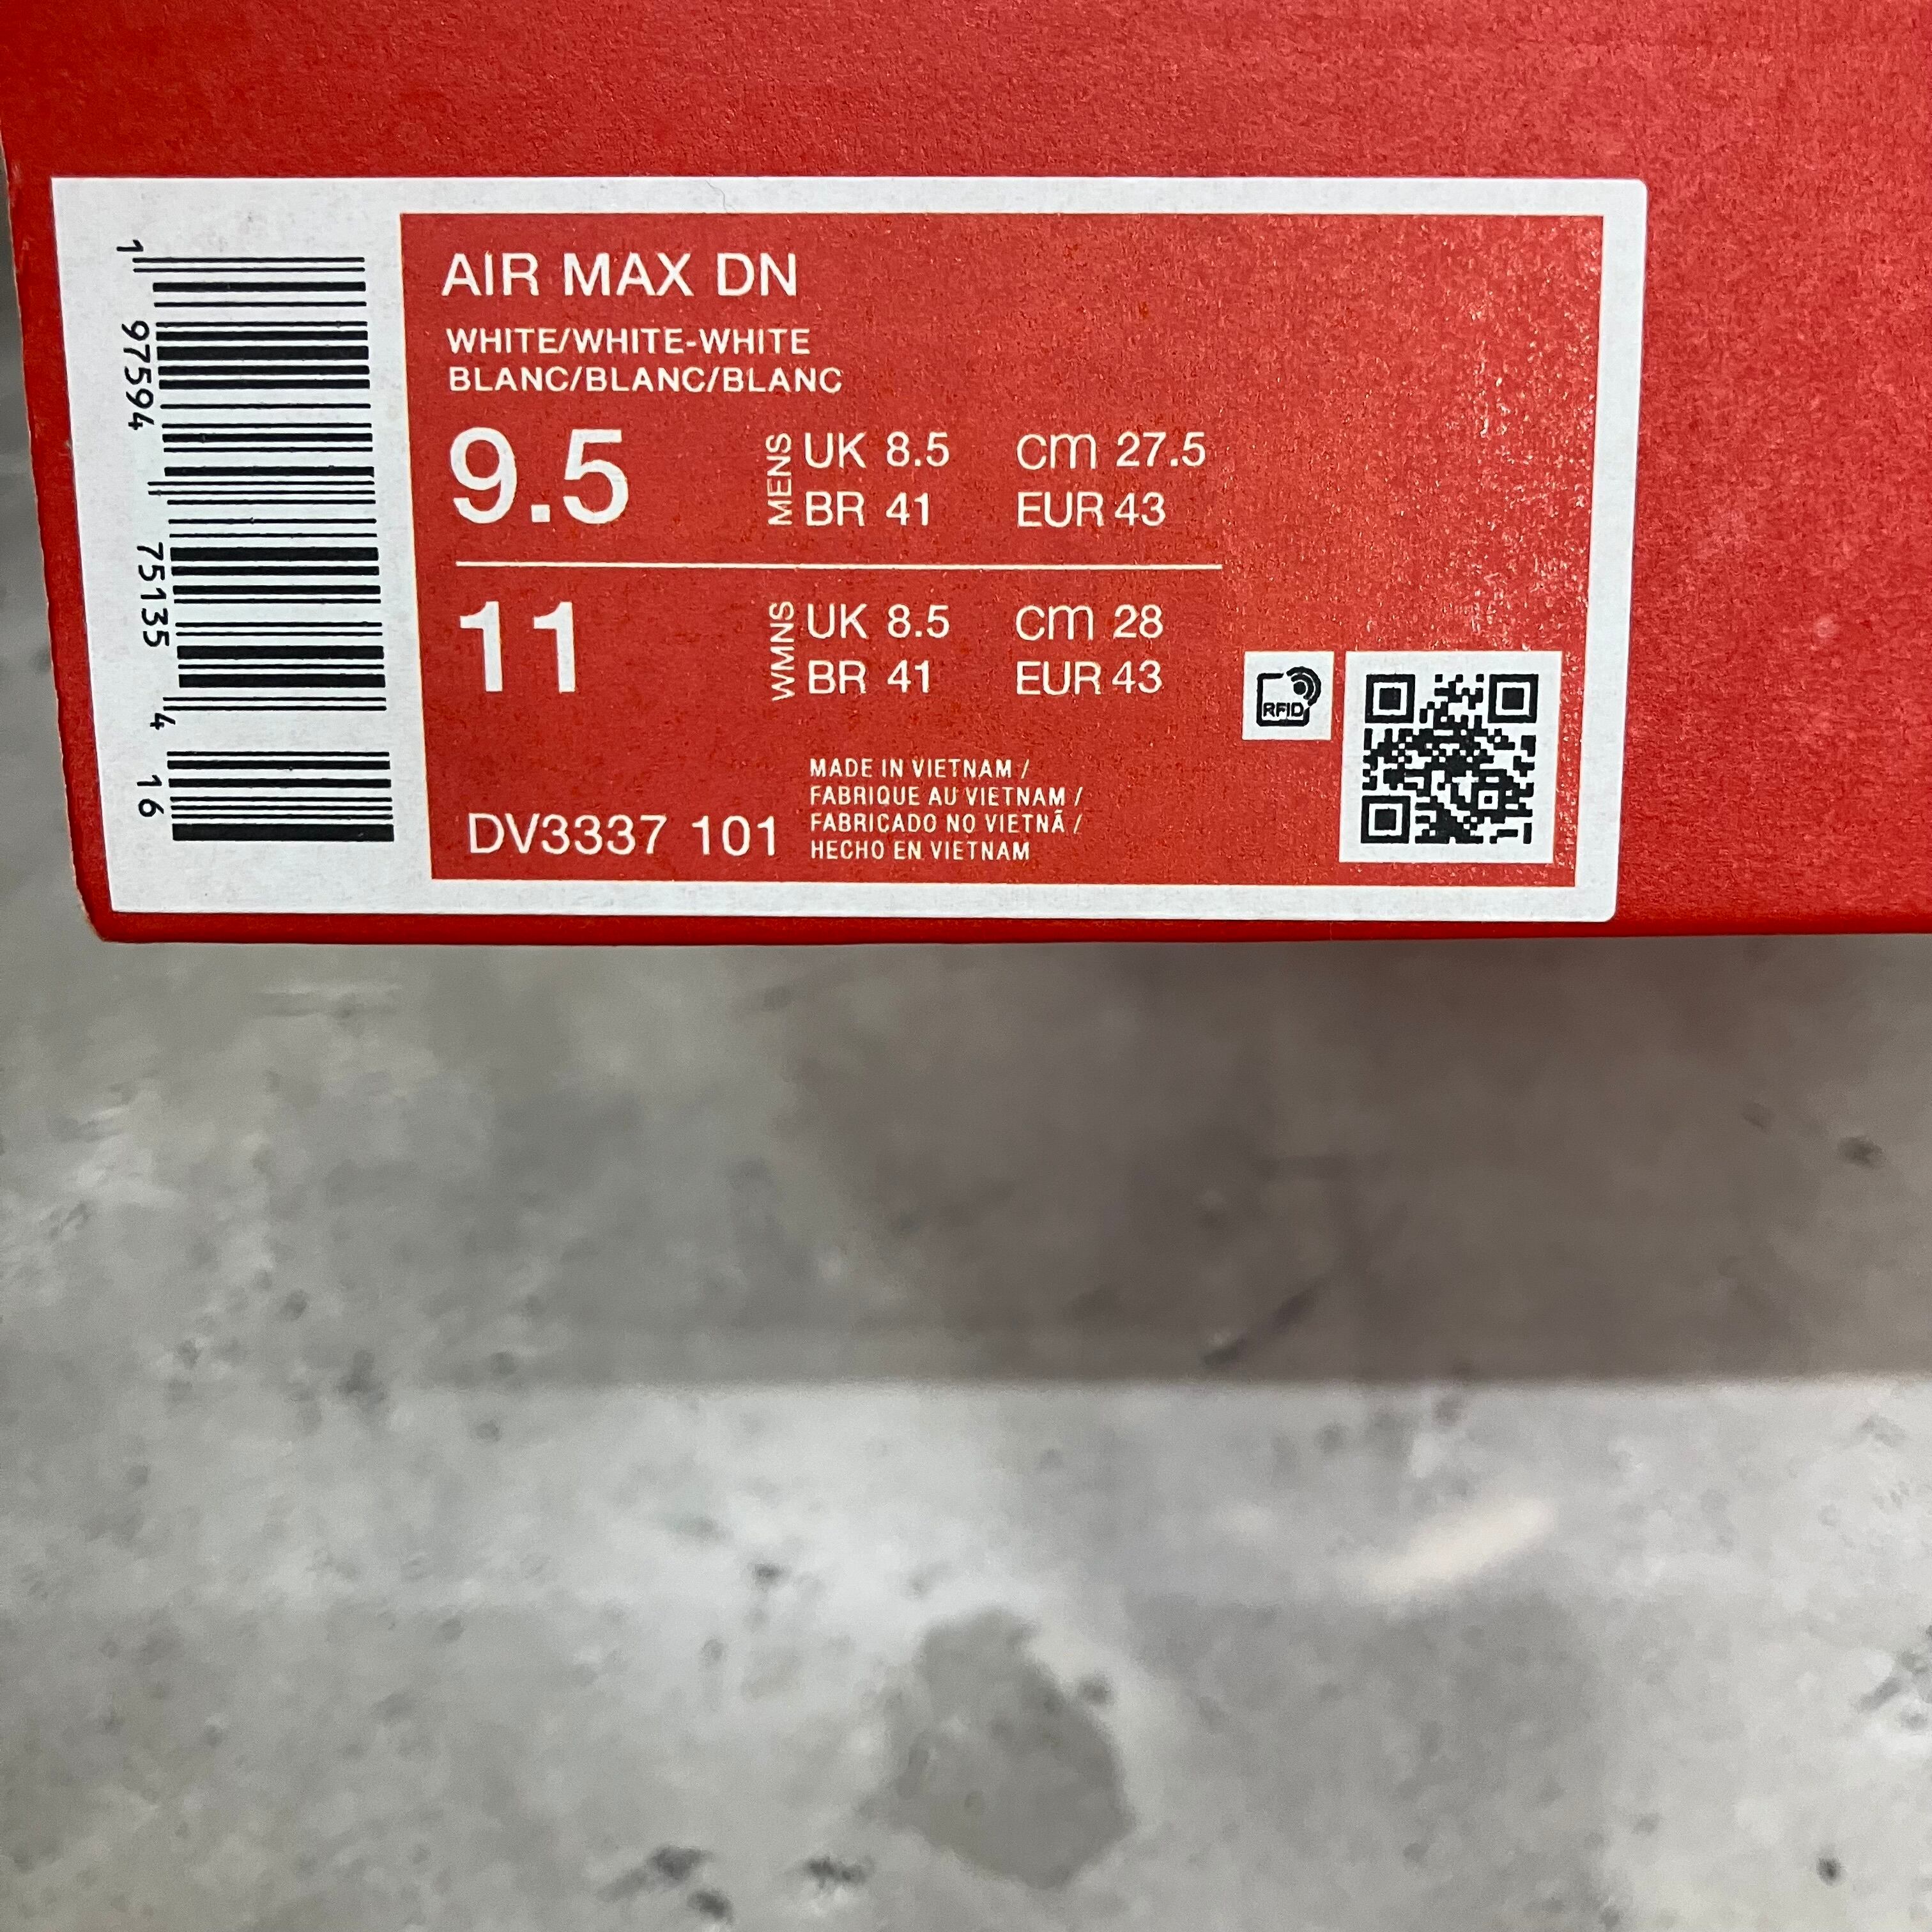 1 97594 75135 4 16
AIR MAX DN
WHITE/WHITE-WHITE
BLANC/BLANC/BLANC
9.5 MENS UK 8.5 cm 27.5
BR 41 EUR 43
11 WMNS UK 8.5 cm 28
BR 41 EUR 43
RFID
MADE IN VIETNAM /
FABRIQUE AU VIETNAM /
FABRICADO NO VIETNÃ /
HECHO EN VIETNAM
DV3337 101